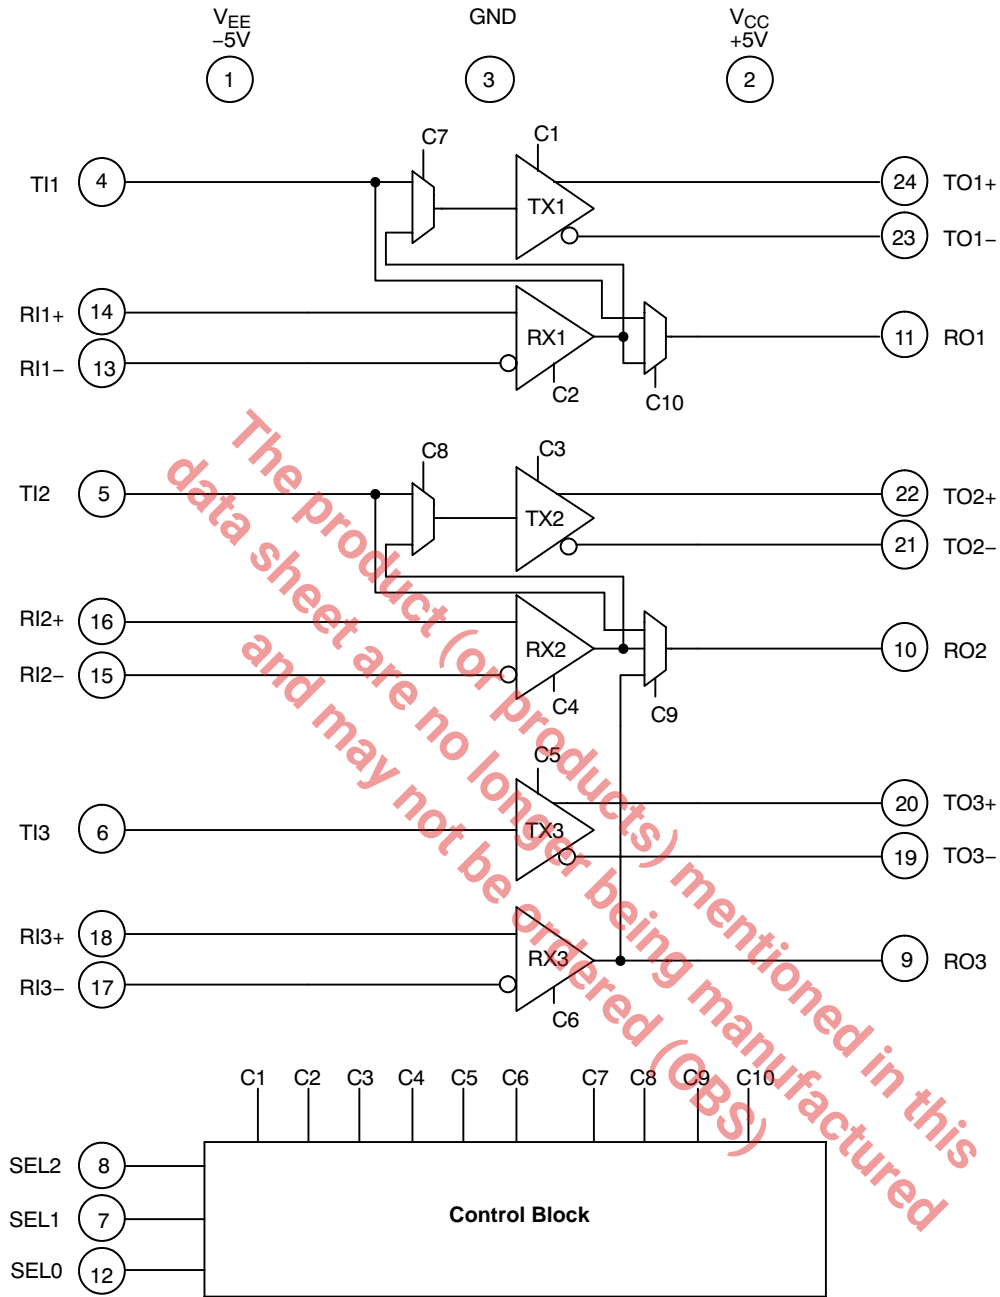 VEE GND VCC
−5V +5V
1 3 2
C7 C1
TI1 4 TX1 24 TO1+
23 TO1−
RI1+ 14 RX1 11 RO1
RI1− 13
C2 C10
C8 C3
TI2 5 TX2 22 TO2+
21 TO2−
RI2+ 16 RX2 10 RO2
RI2− 15
C4 C9
C5
TI3 6 TX3 20 TO3+
19 TO3−
RI3+ 18 RX3 9 RO3
RI3− 17
C6
C1 C2 C3 C4 C5 C6 C7 C8 C9 C10
SEL2 8
SEL1 7 Control Block
SEL0 12
The product (or products) mentioned in this
data sheet are no longer being manufactured
and may not be ordered (OBS)